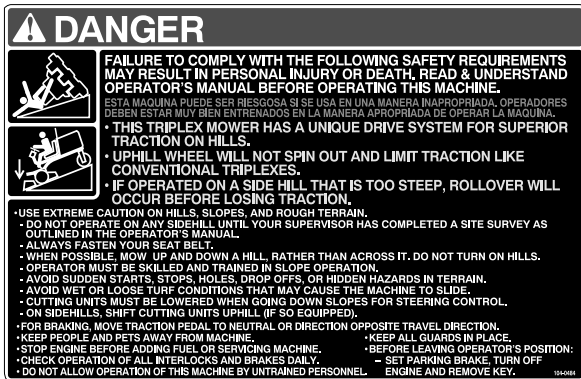 DANGER
FAILURE TO COMPLY WITH THE FOLLOWING SAFETY REQUIREMENTS
MAY RESULT IN PERSONAL INJURY OR DEATH. READ & UNDERSTAND
OPERATOR'S MANUAL BEFORE OPERATING THIS MACHINE.
ESTA MAQUINA PUEDE SER RIESGOSA SI SE USA EN UNA MANERA INAPROPRIADA. OPERADORES
DEBEN ESTAR MUY BIEN ENTRENADOS EN LA MANERA APROPRIADA DE OPERAR LA MAQUINA.
• THIS TRIPLEX MOWER HAS A UNIQUE DRIVE SYSTEM FOR SUPERIOR
TRACTION ON HILLS.
• UPHILL WHEEL WILL NOT SPIN OUT AND LIMIT TRACTION LIKE
CONVENTIONAL TRIPLEXES.
• IF OPERATED ON A SIDE HILL THAT IS TOO STEEP, ROLLOVER WILL
OCCUR BEFORE LOSING TRACTION.
•USE EXTREME CAUTION ON HILLS, SLOPES, AND ROUGH TERRAIN.
- DO NOT OPERATE ON ANY SIDEHILL UNTIL YOUR SUPERVISOR HAS COMPLETED A SITE SURVEY AS
OUTLINED IN THE OPERATOR'S MANUAL.
- ALWAYS FASTEN YOUR SEAT BELT.
- WHEN POSSIBLE, MOW UP AND DOWN A HILL, RATHER THAN ACROSS IT. DO NOT TURN ON HILLS.
- OPERATOR MUST BE SKILLED AND TRAINED IN SLOPE OPERATION.
- AVOID SUDDEN STARTS, STOPS, HOLES, DROP OFFS, OR HIDDEN HAZARDS IN TERRAIN.
- AVOID WET OR LOOSE TURF CONDITIONS THAT MAY CAUSE THE MACHINE TO SLIDE.
- CUTTING UNITS MUST BE LOWERED WHEN GOING DOWN SLOPES FOR STEERING CONTROL.
- ON SIDEHILLS, SHIFT CUTTING UNITS UPHILL (IF SO EQUIPPED).
•FOR BRAKING, MOVE TRACTION PEDAL TO NEUTRAL OR DIRECTION OPPOSITE TRAVEL DIRECTION.
•KEEP PEOPLE AND PETS AWAY FROM MACHINE.
•STOP ENGINE BEFORE ADDING FUEL OR SERVICING MACHINE.
•CHECK OPERATION OF ALL INTERLOCKS AND BRAKES DAILY.
• DO NOT ALLOW OPERATION OF THIS MACHINE BY UNTRAINED PERSONNEL.
•KEEP ALL GUARDS IN PLACE.
•BEFORE LEAVING OPERATOR'S POSITION:
– SET PARKING BRAKE, TURN OFF
ENGINE AND REMOVE KEY.
104-0484